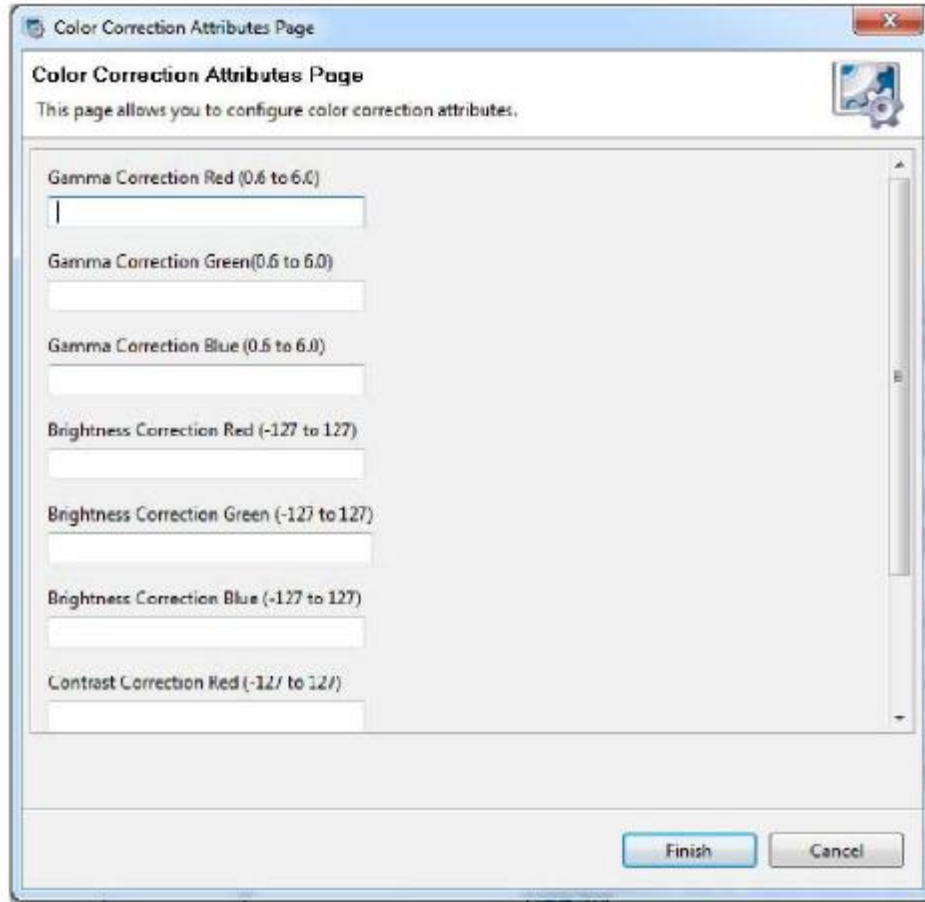 Color Correction Attributes Page
Color Correction Attributes Page
This page allows you to configure color correction attributes.
Gamma Correction Red (0.6 to 6.0)
Gamma Correction Green(0.6 to 6.0)
Gamma Correction Blue (0.6 to 6.0)
Brightness Correction Red (-127 to 127)
Brightness Correction Green (-127 to 127)
Brightness Correction Blue (-127 to 127)
Contrast Correction Red (-127 to 127)
Finish Cancel